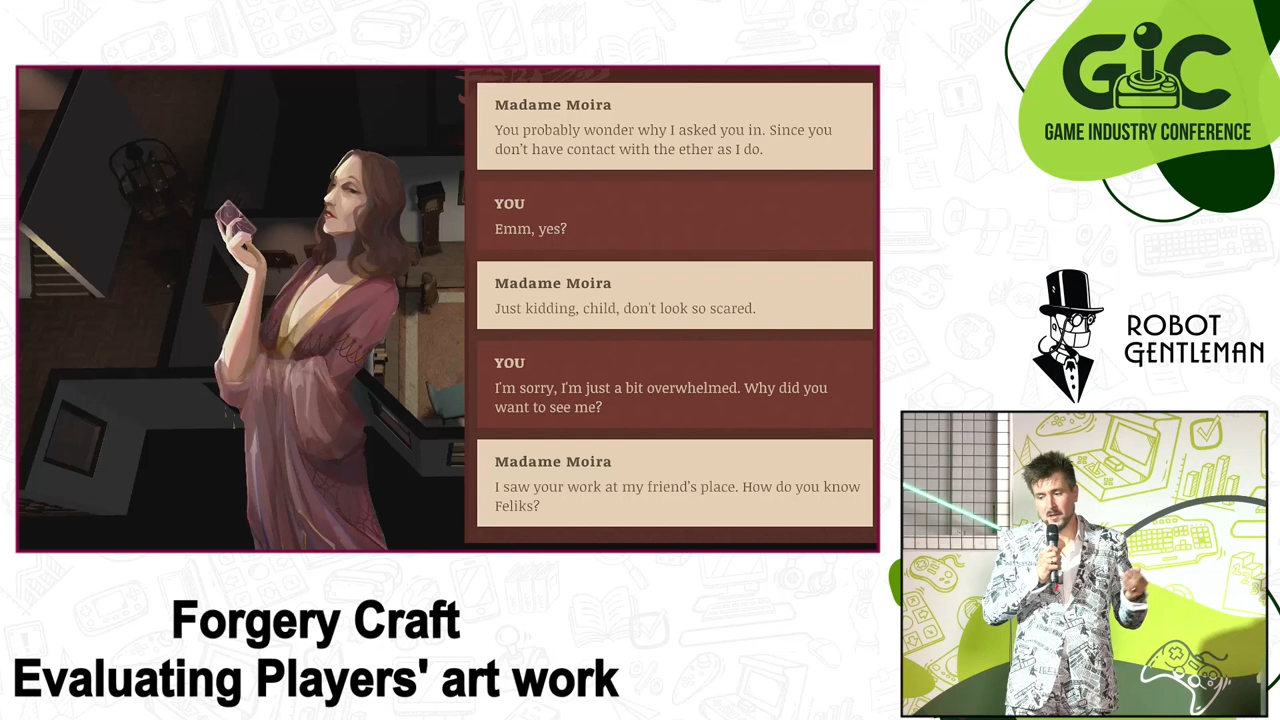 Madame Moira
You probably wonder why I asked you in. Since you
don't have contact with the ether as I do.
YOU
Emm, yes?
Madame Moira
Just kidding, child, don't look so scared.
YOU
I'm sorry, I'm just a bit overwhelmed. Why did you
want to see me?
Madame Moira
I saw your work at my friend's place. How do you know
Feliks?
Forgery Craft
Evaluating Players' art work
GIC
GAME INDUSTRY CONFERENCE
ROBOT
GENTLEMAN